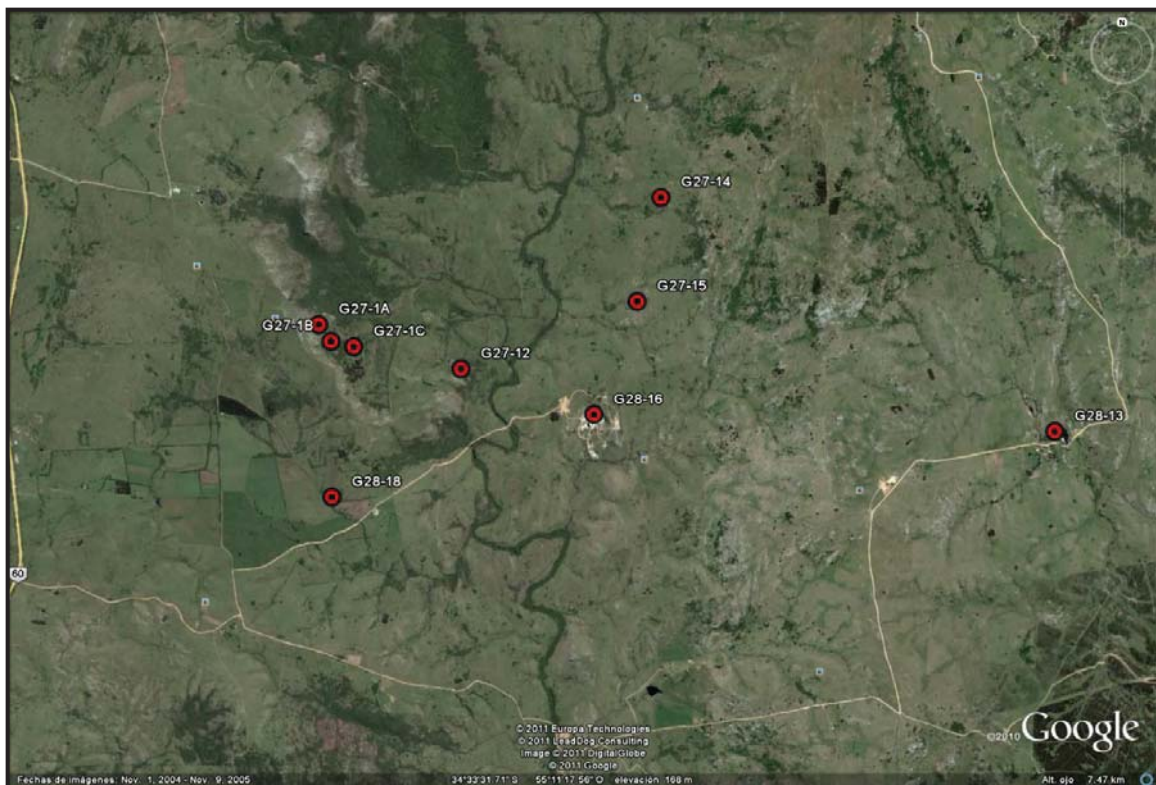 N
G27-14
G27-15
G27-1A
G27-1B
G27-1C
G27-12
G28-16
G28-13
G28-18
60
© 2011 Europa Technologies
© 2011 LeadDog Consulting
Image © 2011 DigitalGlobe
© 2011 Google
©2010 Google
Fechas de imágenes: Nov. 1, 2004 - Nov. 9, 2005
34°33'31.71" S 55°11'17.56" O elevación 168 m
Alt. ojo 7.47 km